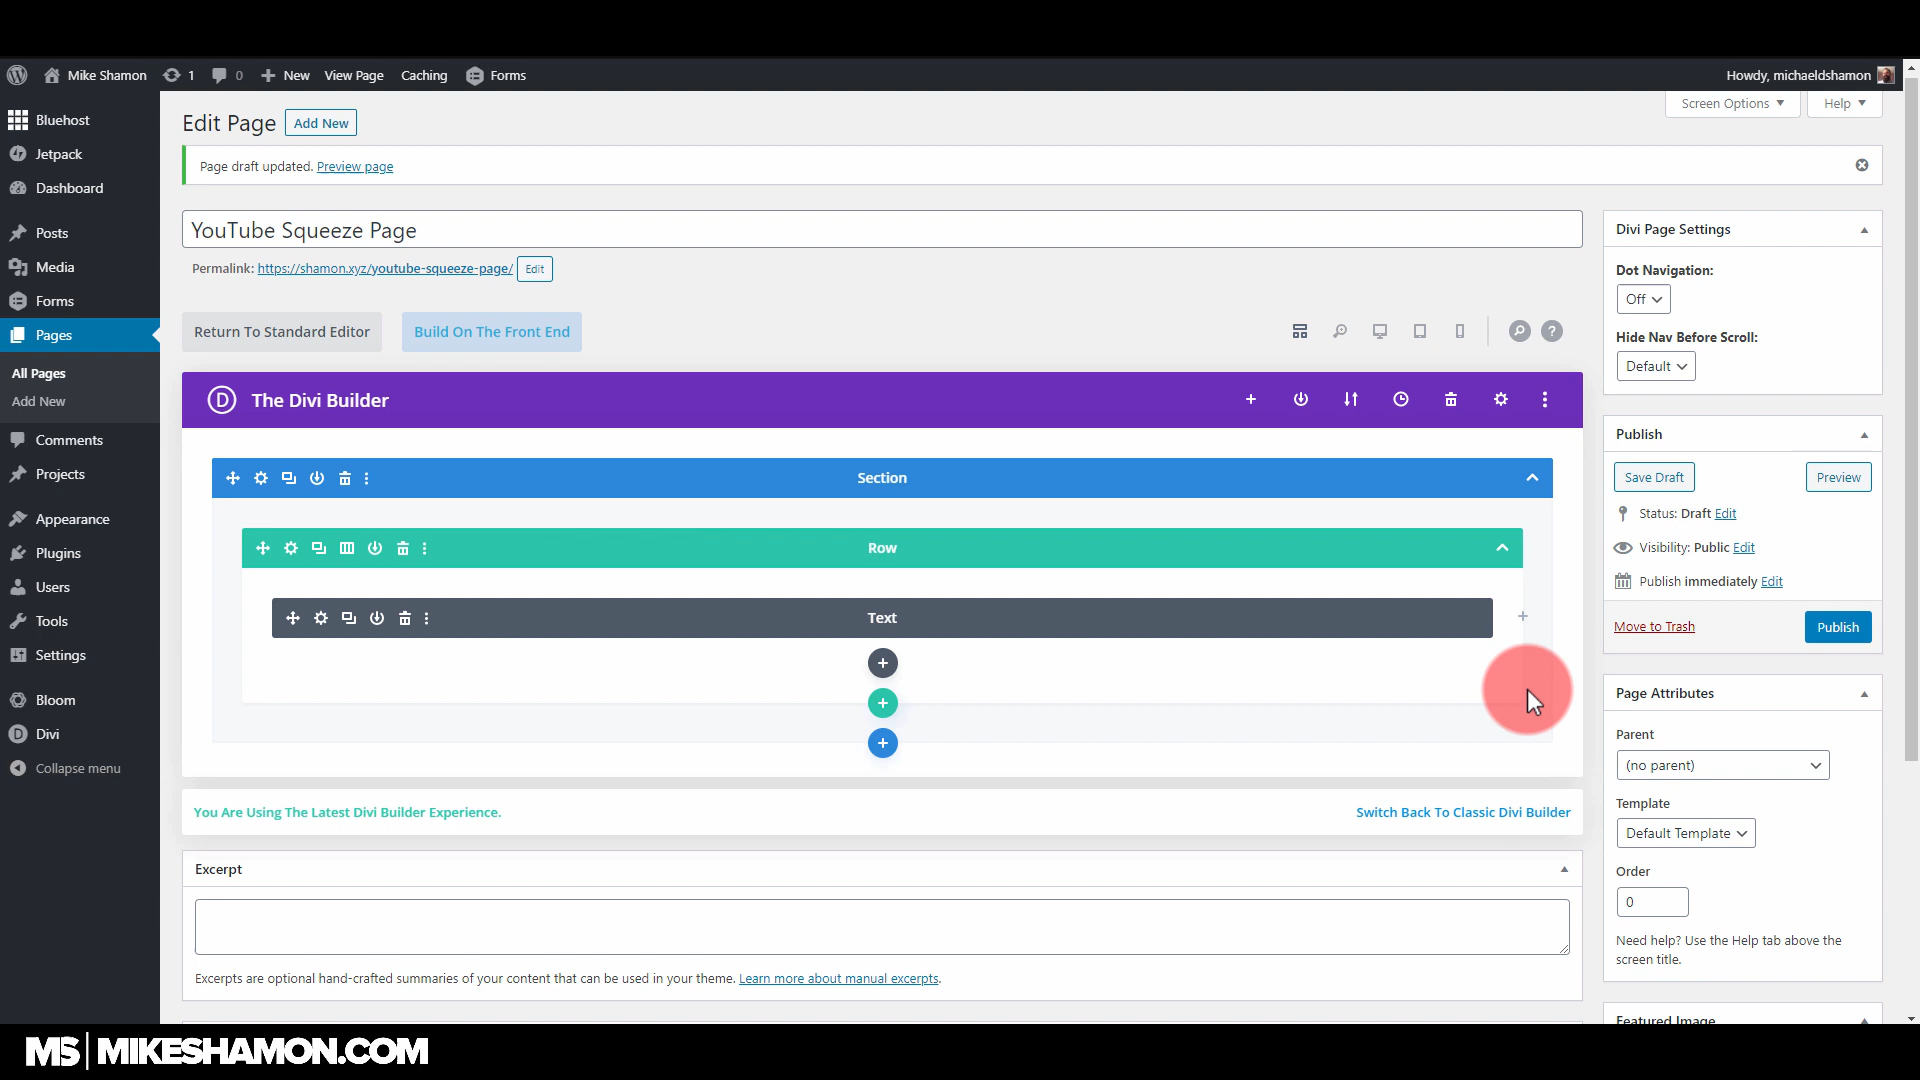 Mike Shamon
1
0
New
View Page
Caching
Forms
Howdy, michaeldshamon
Bluehost
Jetpack
Dashboard
Posts
Media
Forms
Pages
All Pages
Add New
Comments
Projects
Appearance
Plugins
Users
Tools
Settings
Bloom
Divi
Collapse menu
Screen Options
Help
Edit Page
Add New
Page draft updated. Preview page
YouTube Squeeze Page
Permalink: https://shamon.xyz/youtube-squeeze-page/ Edit
Return To Standard Editor
Build On The Front End
?
D The Divi Builder
Section
Row
Text
You Are Using The Latest Divi Builder Experience.
Switch Back To Classic Divi Builder
Excerpt
Excerpts are optional hand-crafted summaries of your content that can be used in your theme. Learn more about manual excerpts.
Divi Page Settings
Dot Navigation:
Off
Hide Nav Before Scroll:
Default
Publish
Save Draft
Preview
Status: Draft Edit
Visibility: Public Edit
Publish immediately Edit
Move to Trash
Publish
Page Attributes
Parent
(no parent)
Template
Default Template
Order
0
Need help? Use the Help tab above the
screen title.
Featured Image
MS|MIKESHAMON.COM